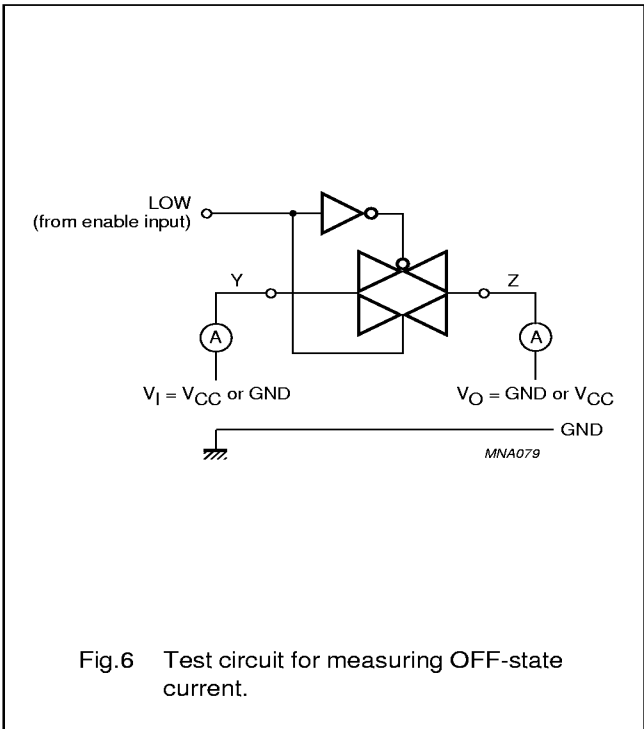 LOW
(from enable input)
Y
Z
A
A
VI = VCC or GND
VO = GND or VCC
GND
MNA079
Fig.6 Test circuit for measuring OFF-state
current.